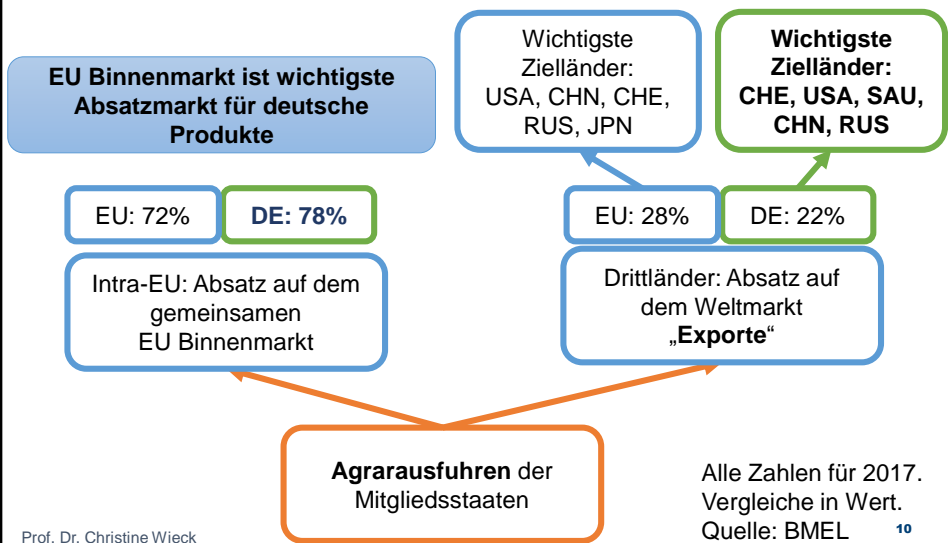 EU Binnenmarkt ist wichtigste
Absatzmarkt für deutsche
Produkte
Wichtigste
Zielländer:
USA, CHN, CHE,
RUS, JPN
Wichtigste
Zielländer:
CHE, USA, SAU,
CHN, RUS
EU: 72%
DE: 78%
EU: 28%
DE: 22%
Intra-EU: Absatz auf dem
gemeinsamen
EU Binnenmarkt
Drittländer: Absatz auf
dem Weltmarkt
„Exporte“
Agrarausfuhren der
Mitgliedsstaaten
Alle Zahlen für 2017.
Vergleiche in Wert.
Quelle: BMEL
Prof. Dr. Christine Wieck
10